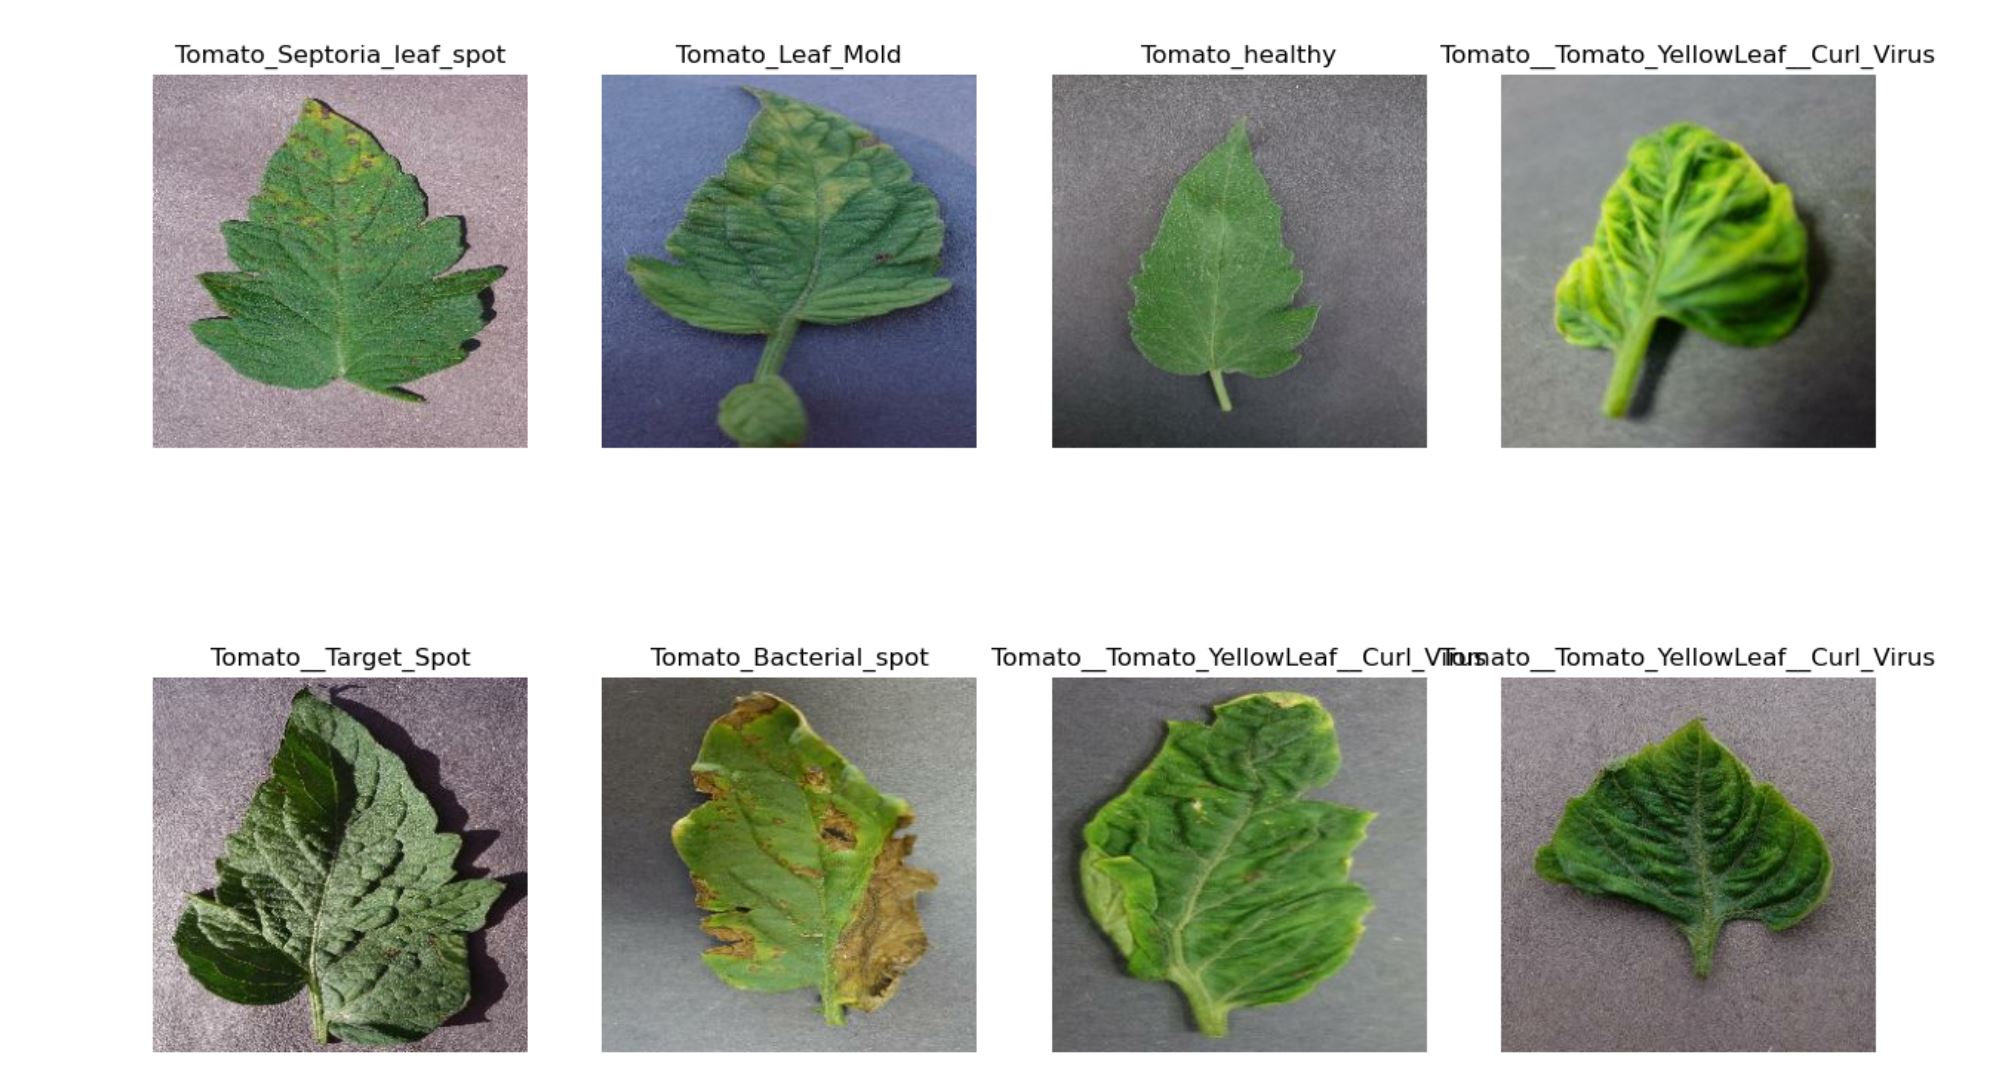 Tomato_Septoria_leaf_spot
Tomato_Leaf_Mold
Tomato_healthy
Tomato__Tomato_YellowLeaf__Curl_Virus
Tomato__Target_Spot
Tomato_Bacterial_spot
Tomato__Tomato_YellowLeaf__Curl_Virus
Tomato__Tomato_YellowLeaf__Curl_Virus